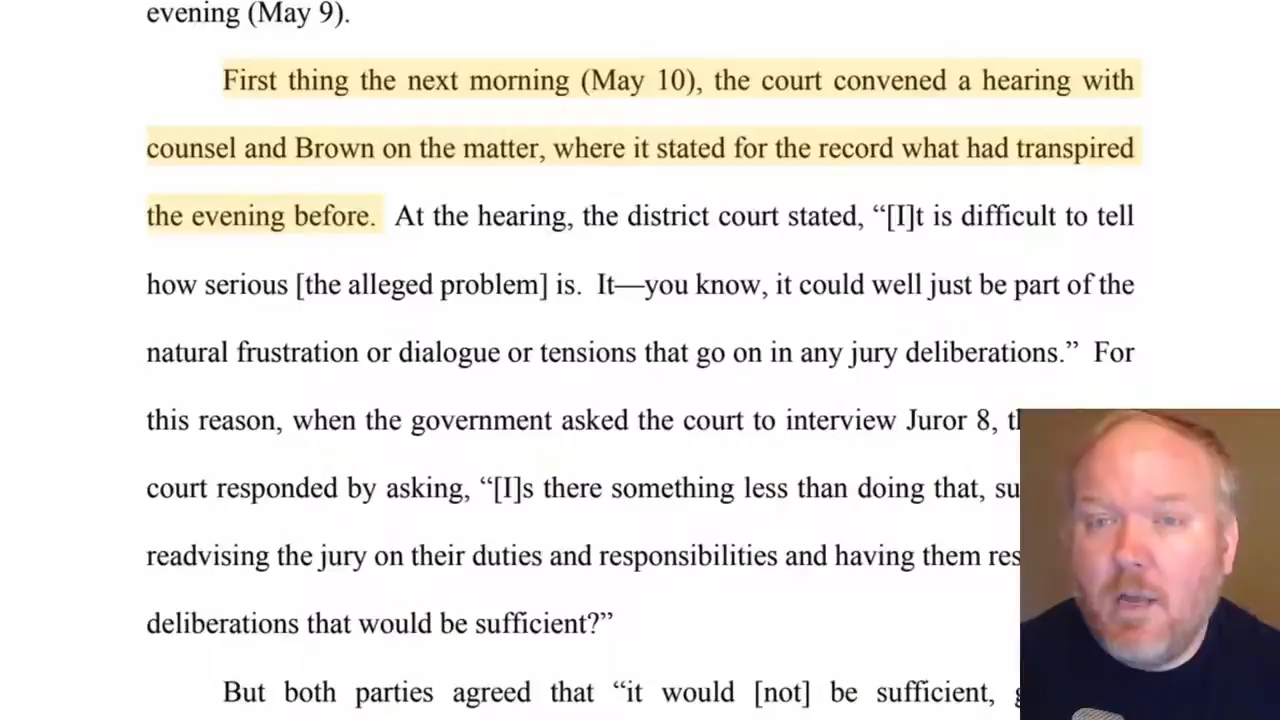 evening (May 9).
First thing the next morning (May 10), the court convened a hearing with
counsel and Brown on the matter, where it stated for the record what had transpired
the evening before. At the hearing, the district court stated, “[I]t is difficult to tell
how serious [the alleged problem] is. It—you know, it could well just be part of the
natural frustration or dialogue or tensions that go on in any jury deliberations.” For
this reason, when the government asked the court to interview Juror 8,
court responded by asking, “[I]s there something less than doing that,
readvising the jury on their duties and responsibilities and having them
deliberations that would be sufficient?”
But both parties agreed that “it would [not] be sufficient,